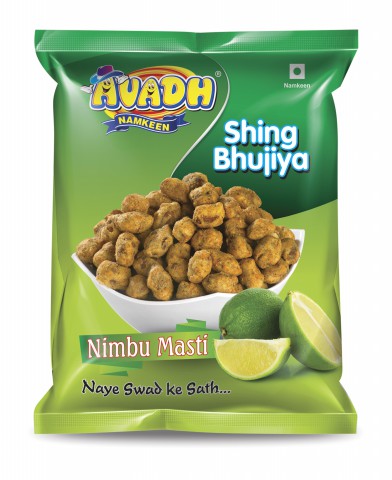 AVADH®
NAMKEEN
Namkeen
Shing
Bhujiya
Nimbu Masti
Naye Swad ke Sath...